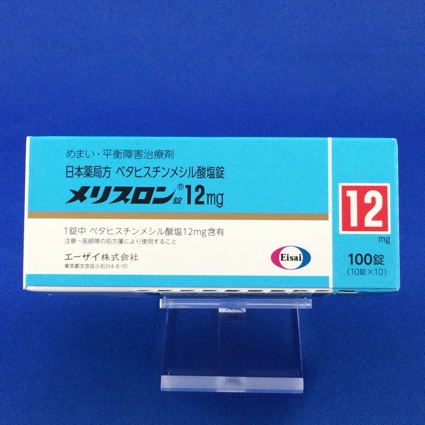 めまい・平衡障害治療剤
日本薬局方 ベタヒスチンメシル酸塩錠
メリスロン®錠12mg
1錠中 ベタヒスチンメシル酸塩12mg含有
注意-医師等の処方箋により使用すること
エーザイ株式会社
東京都文京区小石川4-6-10
Eisai
12
mg
100錠
(10錠×10)